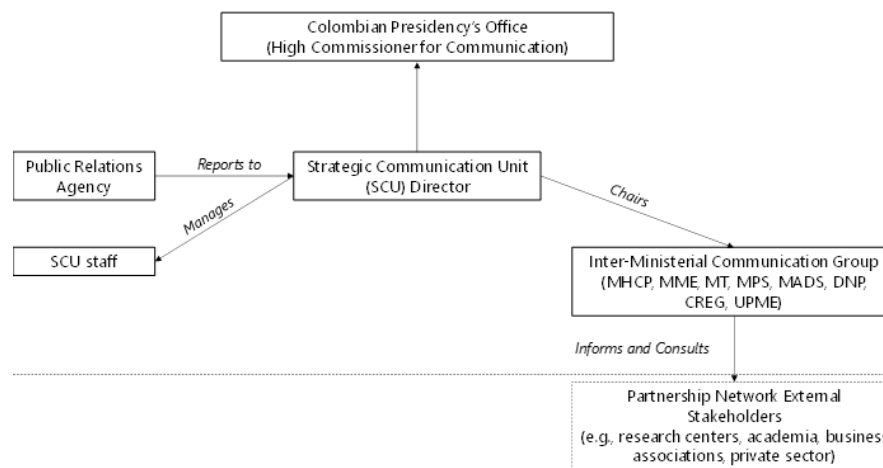 Colombian Presidency's Office
(High Commissioner for Communication)
Public Relations
Agency
Reports to
Strategic Communication Unit
(SCU) Director
Manages
Chairs
SCU staff
Inter-Ministerial Communication Group
(MHCP, MME, MT, MPS, MADS, DNP,
CREG, UPME)
Informs and Consults
Partnership Network External
Stakeholders
(e.g., research centers, academia, business
associations, private sector)